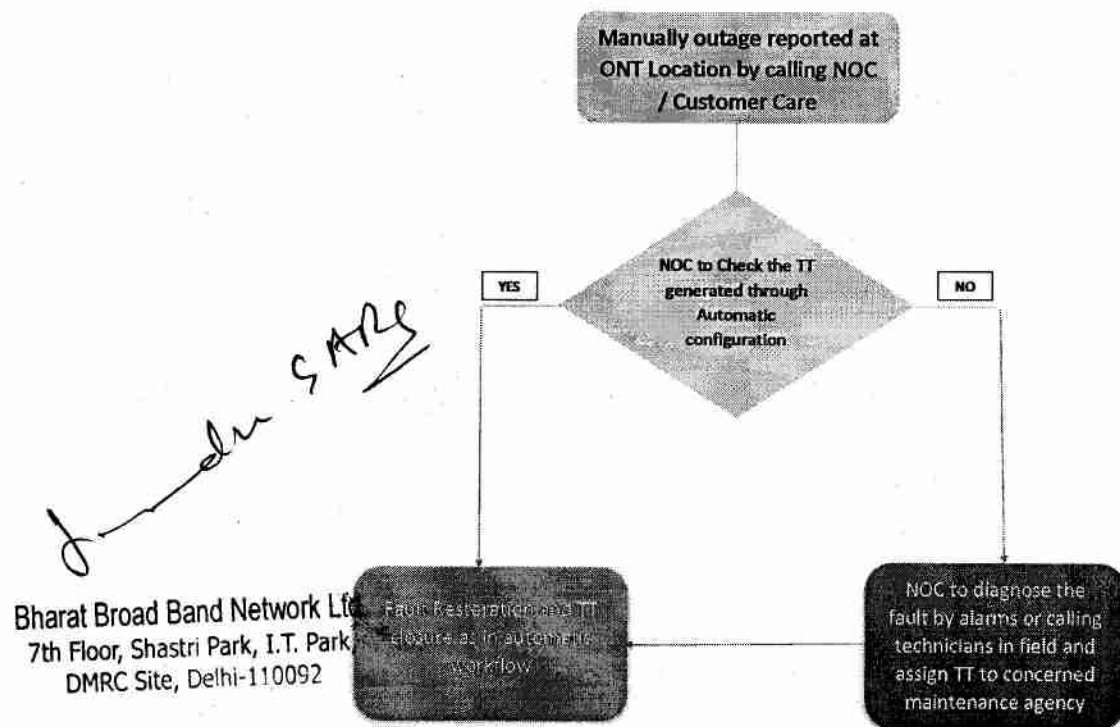 Manually outage reported at
ONT Location by calling NOC
/ Customer Care
NOC to Check the TT
generated through
Automatic
configuration
YES
NO
GARG
Bharat Broad Band Network Ltd
7th Floor, Shastri Park, I.T. Park,
DMRC Site, Delhi-110092
Fault Restoration and TT
closure as in automatic
workflow
NOC to diagnose the
fault by alarms or calling
technicians in field and
assign TT to concerned
maintenance agency